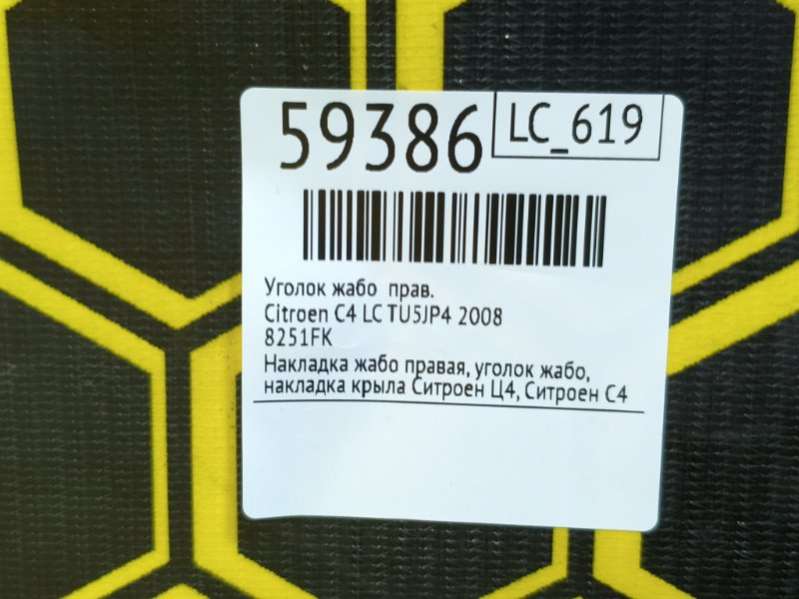 59386
LC_619
Уголок жабо прав.
Citroen C4 LC TU5JP4 2008
8251FK
Накладка жабо правая, уголок жабо,
накладка крыла Ситроен Ц4, Ситроен С4